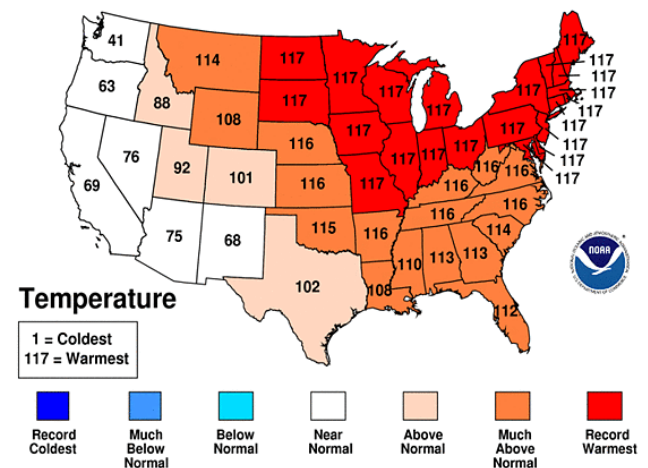 41
114
117
117
117
117
117
63
88
108
117
117
117
117
117
117
117
76
92
101
116
117
117
117
117
117
117
117
117
117
69
75
68
116
115
117
116
116
116
116
116
116
114
102
108
110
113
113
112
NOAA
Temperature
1 = Coldest
117 = Warmest
Record
Coldest
Much
Below
Normal
Below
Normal
Near
Normal
Above
Normal
Much
Above
Normal
Record
Warmest